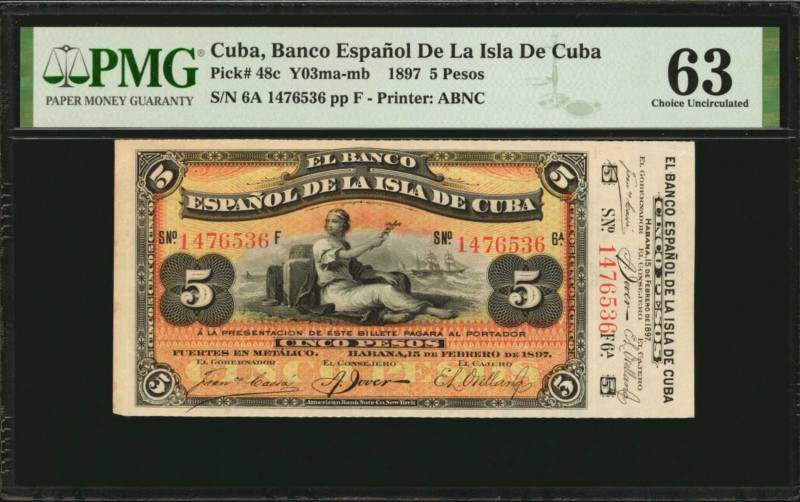 PMG
PAPER MONEY GUARANTY
Cuba, Banco Español De La Isla De Cuba
Pick# 48c Y03ma-mb 1897 5 Pesos
S/N 6A 1476536 pp F - Printer: ABNC
63
Choice Uncirculated
5
5
EL BANCO
ESPAÑOL DE LA ISLA DE CUBA
SNº. 1476536 F
SNº. 1476536 6A.
5
5
Á LA PRESENTACION DE ESTE BILLETE PAGARÁ AL PORTADOR
CINCO PESOS
FUERTES EN METÁLICO. HABANA, 15 DE FEBRERO DE 1897.
EL GOBERNADOR EL CONSEJERO EL CAJERO
5
5
American Bank Note Co. New York
EL BANCO ESPAÑOL DE LA ISLA DE CUBA
CINCO PESOS
HABANA, 15 DE FEBRERO DE 1897.
EL GOBERNADOR EL CONSEJERO EL CAJERO
5 SNº. 1476536 F 6A. 5